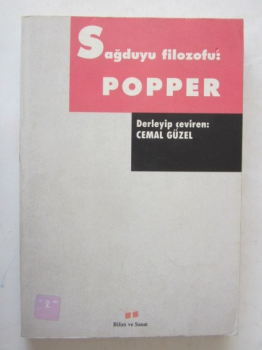 Sağduyu filozofu:
POPPER
Derleyip çeviren:
CEMAL GÜZEL
Bilim ve Sanat